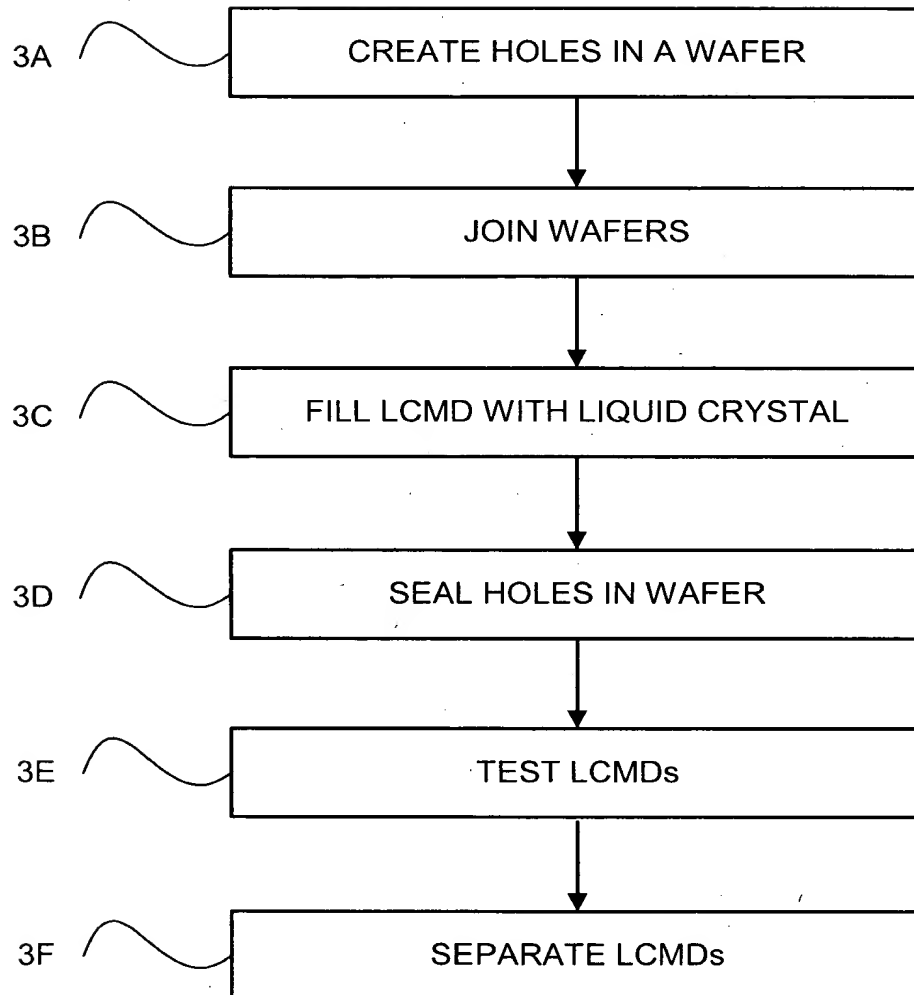 3A CREATE HOLES IN A WAFER
3B JOIN WAFERS
3C FILL LCMD WITH LIQUID CRYSTAL
3D SEAL HOLES IN WAFER
3E TEST LCMDs
3F SEPARATE LCMDs